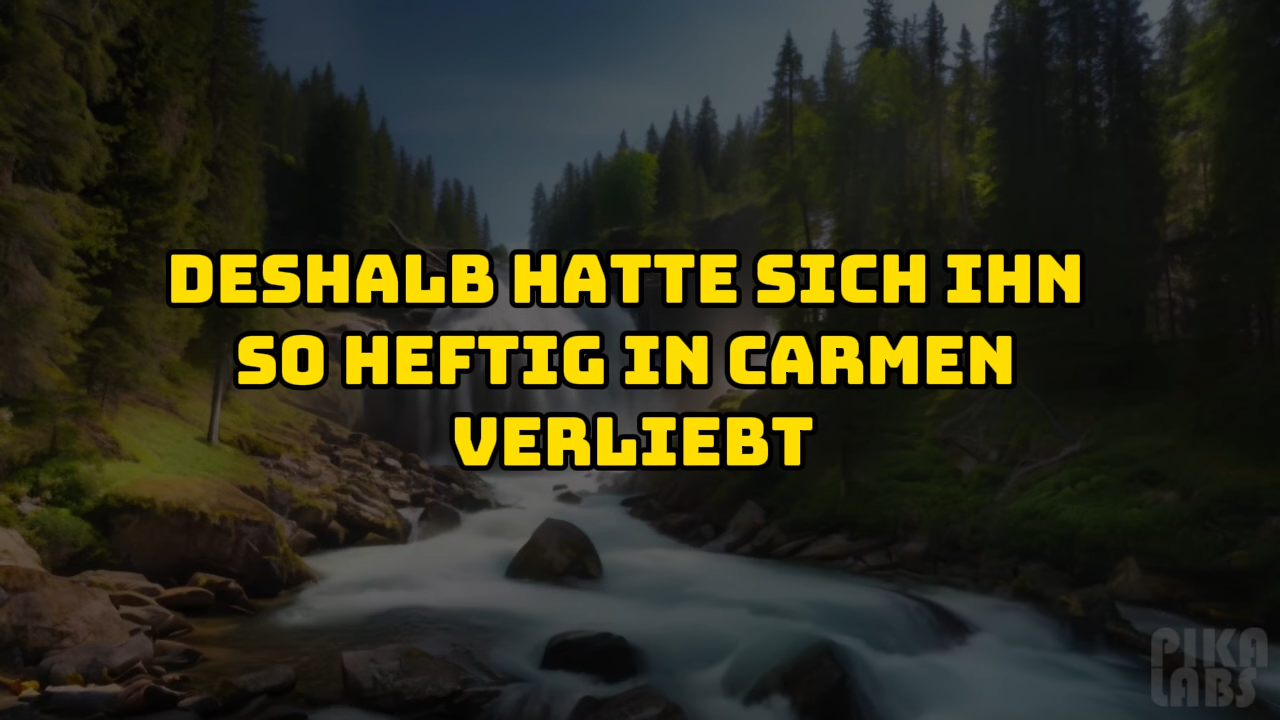 DESHALB HATTE SICH IHN
SO HEFTIG IN CARMEN
VERLIEBT
PIKA
LABS